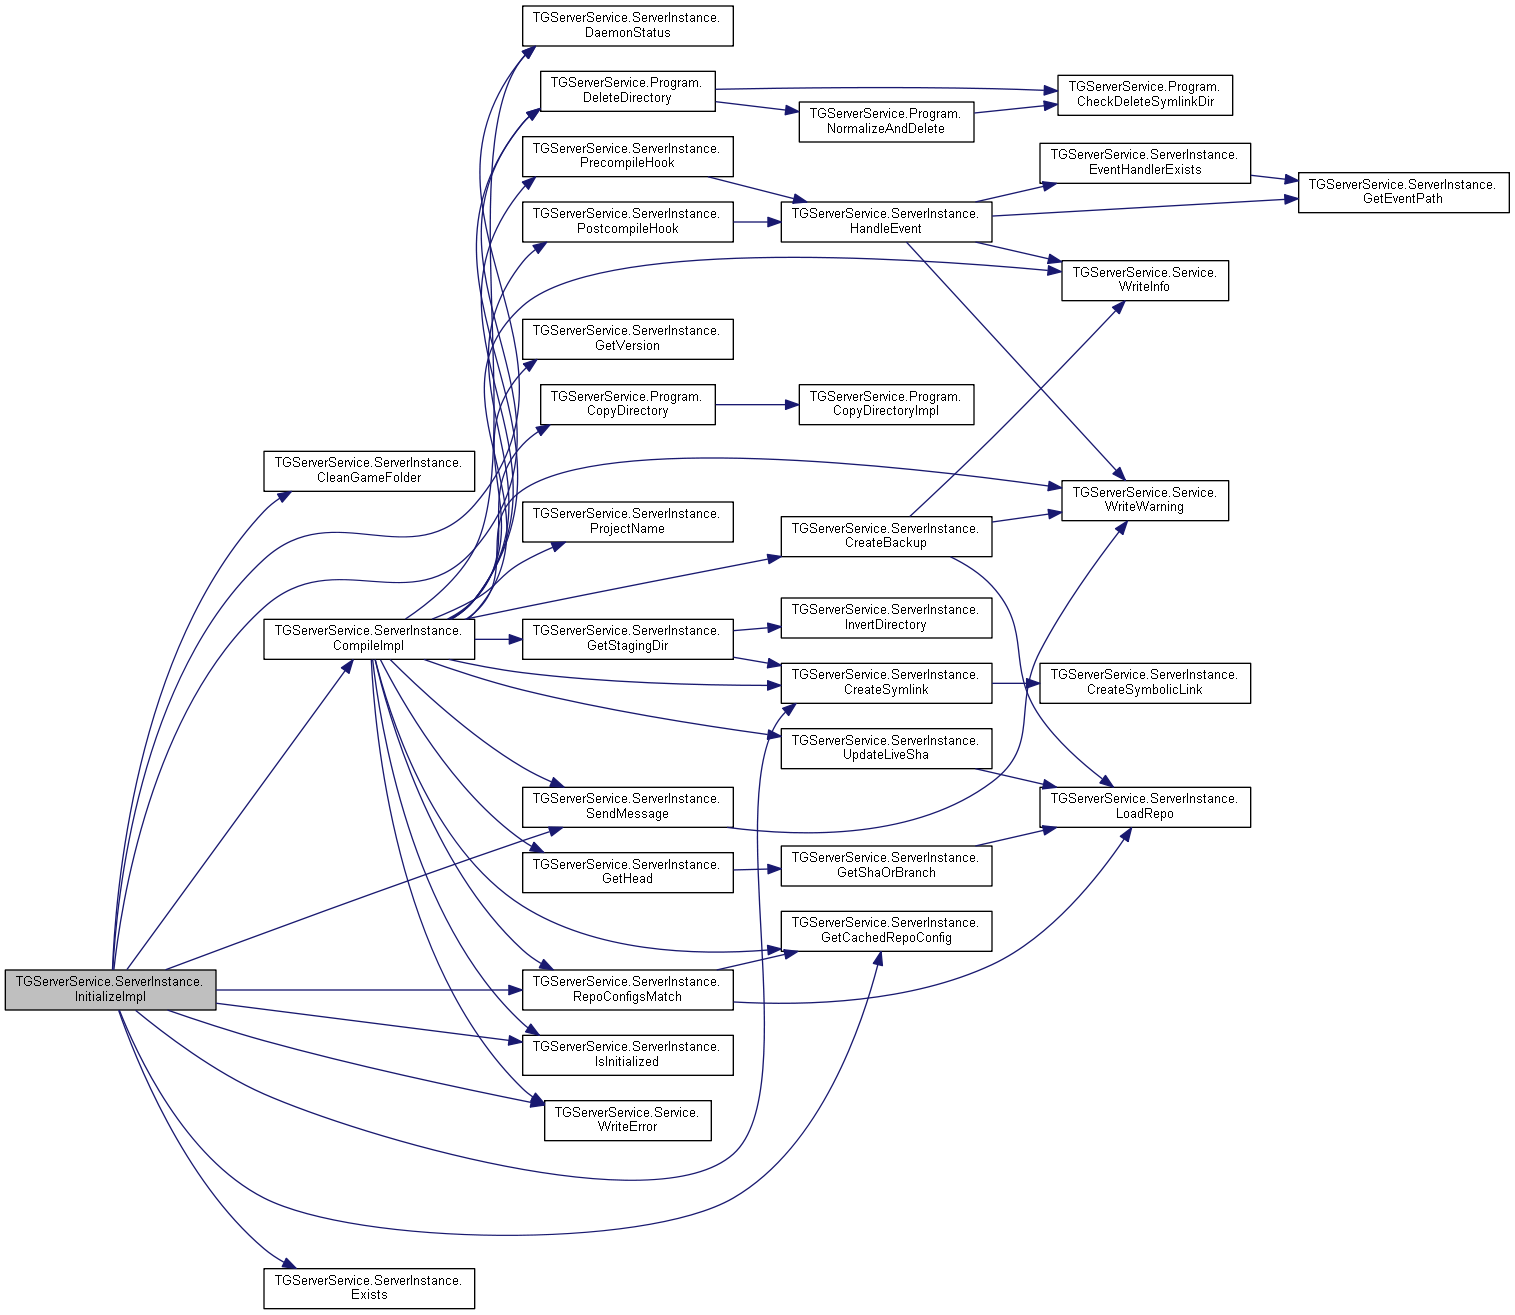 TGServerService.ServerInstance.
DaemonStatus
TGServerService.Program.
DeleteDirectory
TGServerService.Program.
CheckDeleteSymlinkDir
TGServerService.Program.
NormalizeAndDelete
TGServerService.ServerInstance.
PrecompileHook
TGServerService.ServerInstance.
EventHandlerExists
TGServerService.ServerInstance.
GetEventPath
TGServerService.ServerInstance.
PostcompileHook
TGServerService.ServerInstance.
HandleEvent
TGServerService.Service.
WriteInfo
TGServerService.ServerInstance.
GetVersion
TGServerService.Program.
CopyDirectory
TGServerService.Program.
CopyDirectoryImpl
TGServerService.ServerInstance.
CleanGameFolder
TGServerService.Service.
WriteWarning
TGServerService.ServerInstance.
ProjectName
TGServerService.ServerInstance.
CreateBackup
TGServerService.ServerInstance.
InvertDirectory
TGServerService.ServerInstance.
CompileImpl
TGServerService.ServerInstance.
GetStagingDir
TGServerService.ServerInstance.
CreateSymlink
TGServerService.ServerInstance.
CreateSymbolicLink
TGServerService.ServerInstance.
UpdateLiveSha
TGServerService.ServerInstance.
SendMessage
TGServerService.ServerInstance.
LoadRepo
TGServerService.ServerInstance.
GetHead
TGServerService.ServerInstance.
GetShaOrBranch
TGServerService.ServerInstance.
GetCachedRepoConfig
TGServerService.ServerInstance.
InitializeImpl
TGServerService.ServerInstance.
RepoConfigsMatch
TGServerService.ServerInstance.
IsInitialized
TGServerService.Service.
WriteError
TGServerService.ServerInstance.
Exists